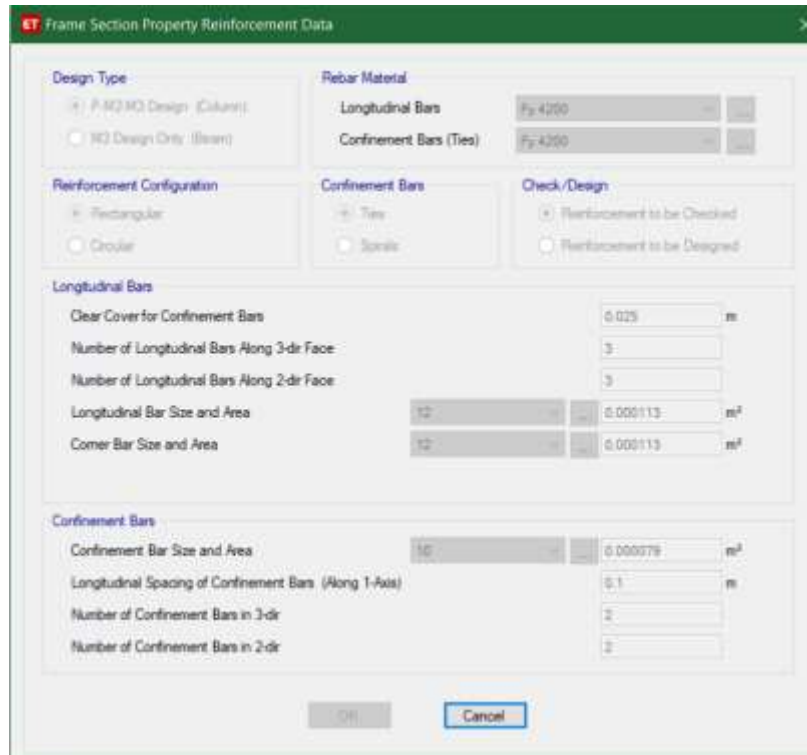 ET Frame Section Property Reinforcement Data
Design Type
P-M2-M3 Design (Column)
M3 Design Only (Beam)
Rebar Material
Longitudinal Bars Fy 4200 ...
Confinement Bars (Ties) Fy 4200 ...
Reinforcement Configuration
Rectangular
Circular
Confinement Bars
Ties
Spirals
Check/Design
Reinforcement to be Checked
Reinforcement to be Designed
Longitudinal Bars
Clear Cover for Confinement Bars 0.025 m
Number of Longitudinal Bars Along 3-dir Face 3
Number of Longitudinal Bars Along 2-dir Face 3
Longitudinal Bar Size and Area 12 ... 0.000113 m²
Corner Bar Size and Area 12 ... 0.000113 m²
Confinement Bars
Confinement Bar Size and Area 10 ... 0.000079 m²
Longitudinal Spacing of Confinement Bars (Along 1-Axis) 0.1 m
Number of Confinement Bars in 3-dir 2
Number of Confinement Bars in 2-dir 2
OK Cancel